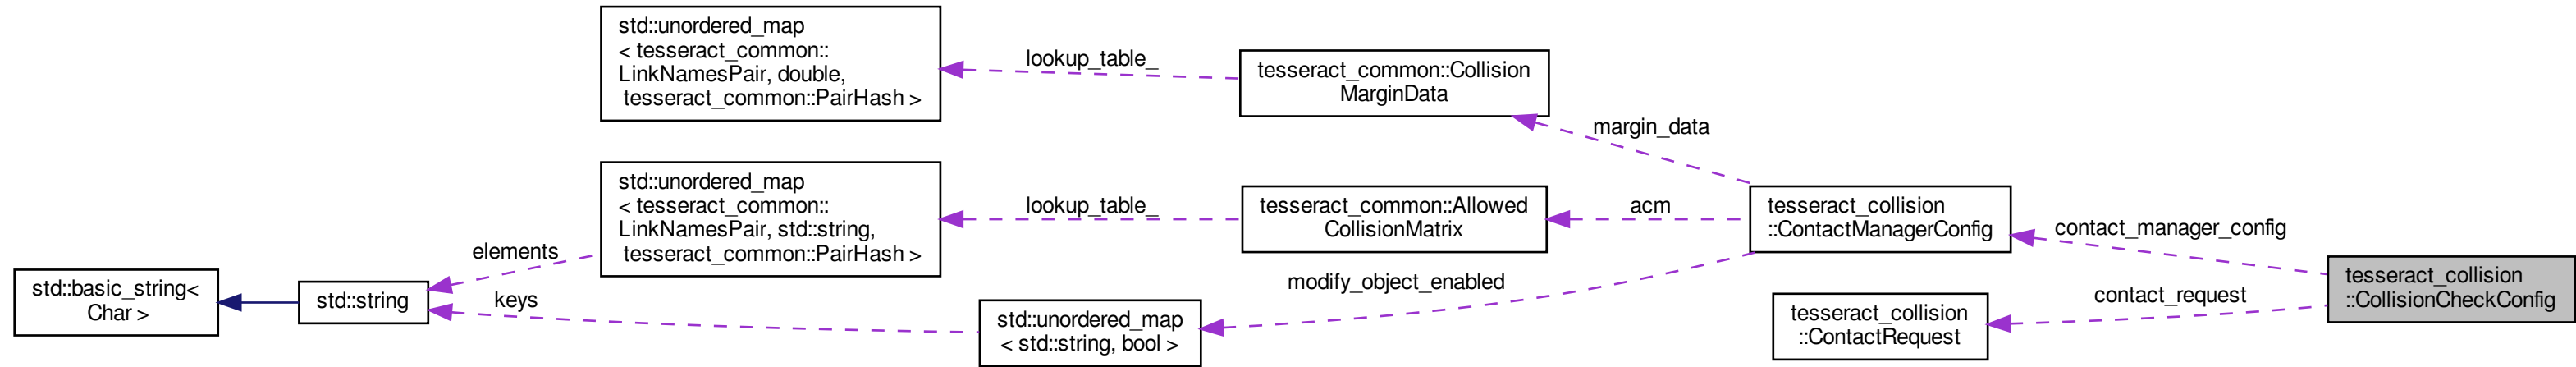 std::unordered_map
< tesseract_common::
LinkNamesPair, double,
tesseract_common::PairHash >
lookup_table_
tesseract_common::Collision
MarginData
margin_data
std::unordered_map
< tesseract_common::
LinkNamesPair, std::string,
tesseract_common::PairHash >
lookup_table_
tesseract_common::Allowed
CollisionMatrix
acm
tesseract_collision
::ContactManagerConfig
contact_manager_config
elements
std::basic_string<
Char >
std::string
keys
modify_object_enabled
std::unordered_map
< std::string, bool >
tesseract_collision
::ContactRequest
contact_request
tesseract_collision
::CollisionCheckConfig